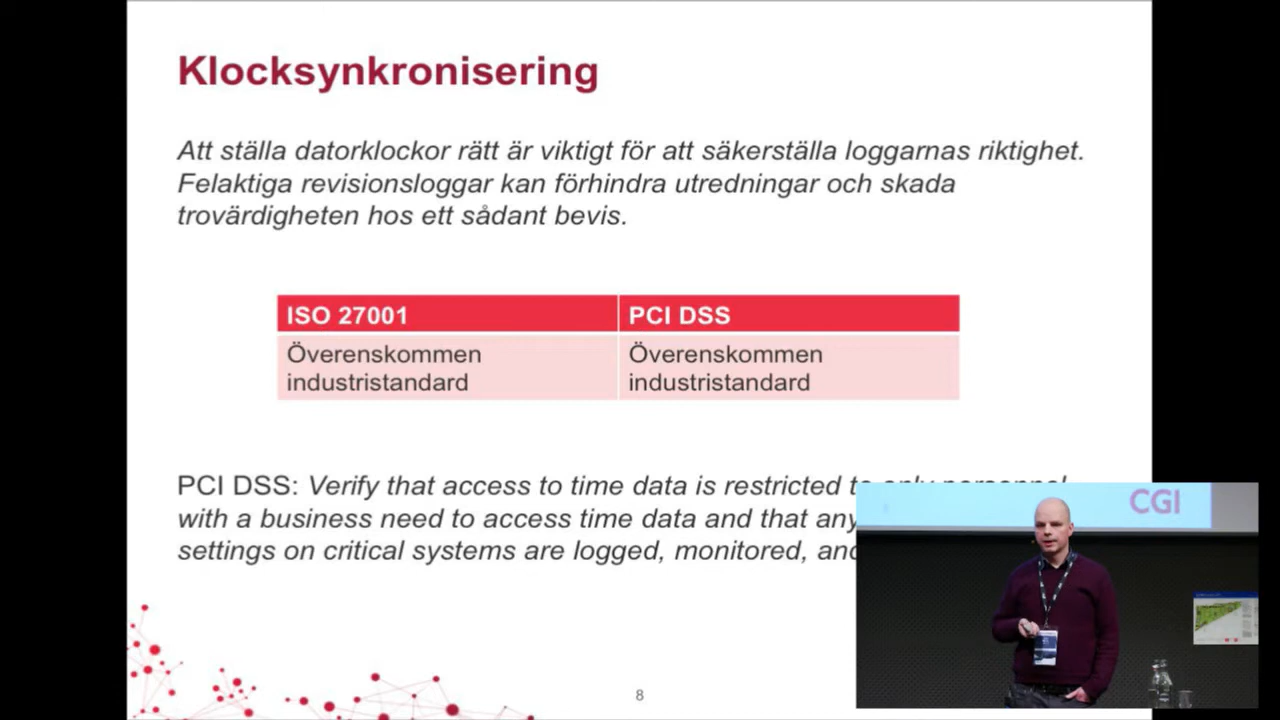 Klocksynkronisering
Att ställa datorklockor rätt är viktigt för att säkerställa loggarnas riktighet.
Felaktiga revisionsloggar kan förhindra utredningar och skada
trovärdigheten hos ett sådant bevis.
ISO 27001
PCI DSS
Överenskommen
industristandard
Överenskommen
industristandard
PCI DSS: Verify that access to time data is restricted to only personnel
with a business need to access time data and that any
settings on critical systems are logged, monitored, and
CGI
8